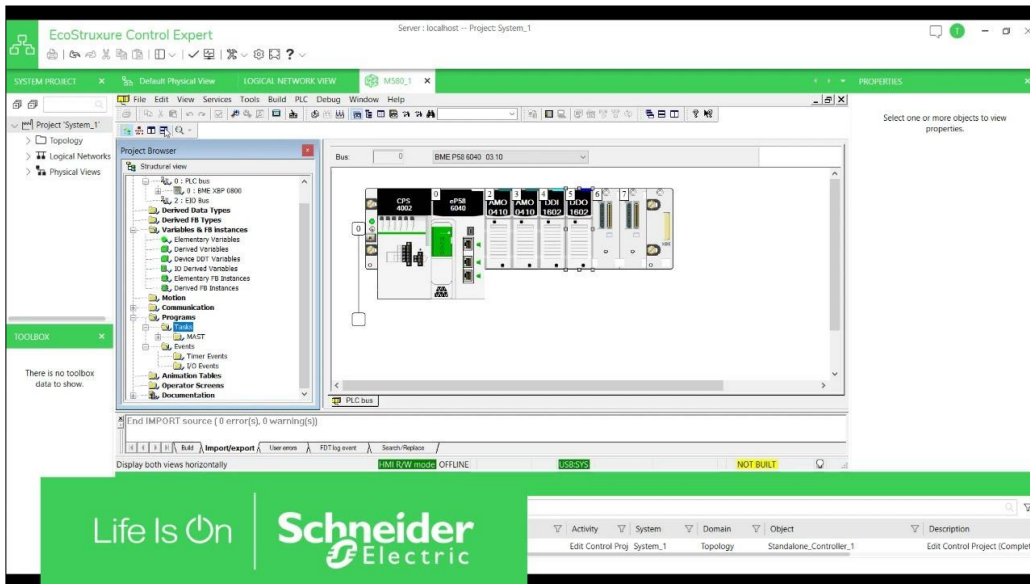 EcoStruxure Control Expert
Server : localhost -- Project: System_1
SYSTEM PROJECT
Default Physical View
LOGICAL NETWORK VIEW
M580_1
PROPERTIES
File Edit View Services Tools Build PLC Debug Window Help
Select one or more objects to view
properties.
Project 'System_1'
Topology
Logical Networks
Physical Views
Project Browser
Structural view
0 : PLC bus
0 : BME XBP 0800
2 : EIO Bus
Derived Data Types
Derived FB Types
Variables & FB instances
Elementary Variables
Derived Variables
Device DDT Variables
IO Derived Variables
Elementary FB Instances
Derived FB Instances
Motion
Communication
Programs
Tasks
MAST
Events
Timer Events
I/O Events
Animation Tables
Operator Screens
Documentation
Bus:
0
BME P58 6040 03.10
0 2 3 4 5 6 7
CPS
4002
eP58
6040
AMO
0410
AMO
0410
DDI
1602
DDO
1602
0
PLC bus
TOOLBOX
There is no toolbox
data to show.
End IMPORT source ( 0 error(s), 0 warning(s))
Build
Import/export
User errors
FDT log event
Search/Replace
Display both views horizontally
HMI R/W mode
OFFLINE
USB:SYS
NOT BUILT
Life Is On
Schneider
Electric
Activity
System
Domain
Object
Description
Edit Control Proj
System_1
Topology
Standalone_Controller_1
Edit Control Project (Complet